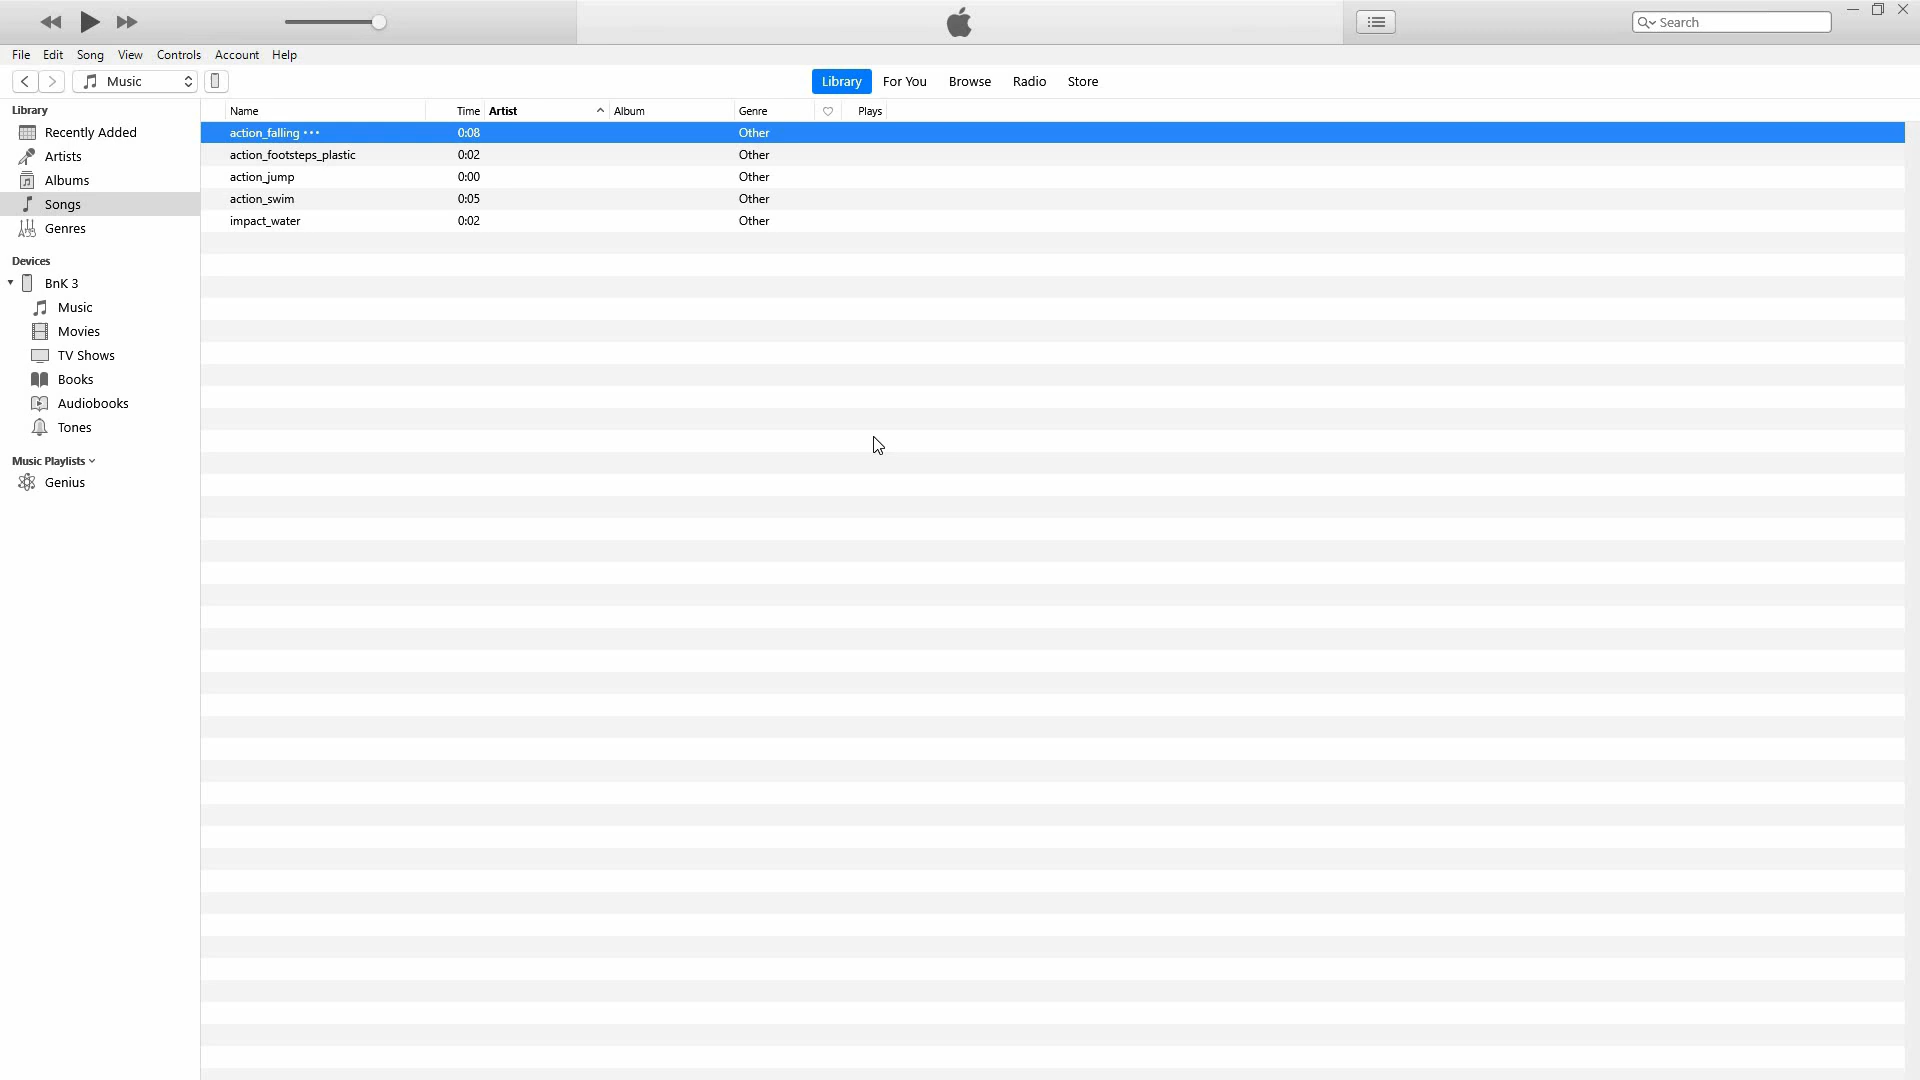 Search
File Edit Song View Controls Account Help
Music Library For You Browse Radio Store
Library
Recently Added
Artists
Albums
Songs
Genres
Devices
BnK 3
Music
Movies
TV Shows
Books
Audiobooks
Tones
Music Playlists
Genius
Name Time Artist Album Genre Plays
action_falling ••• 0:08 Other
action_footsteps_plastic 0:02 Other
action_jump 0:00 Other
action_swim 0:05 Other
impact_water 0:02 Other